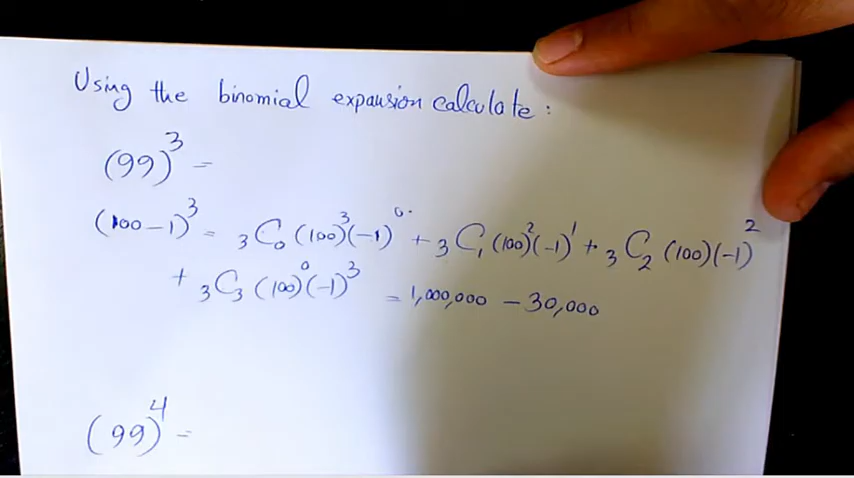 Using the binomial expansion calculate:
(99)³ =
(100-1)³ = ₃C₀ (100)³(-1)⁰ + ₃C₁ (100)²(-1)¹ + ₃C₂ (100)(-1)²
+ ₃C₃ (100)⁰(-1)³ = 1,000,000 - 30,000
(99)⁴ =